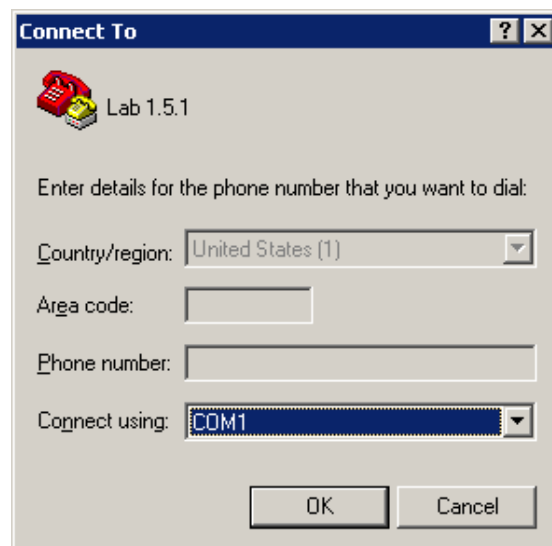 Connect To
Lab 1.5.1
Enter details for the phone number that you want to dial:
Country/region: United States (1)
Area code:
Phone number:
Connect using: COM1
OK Cancel